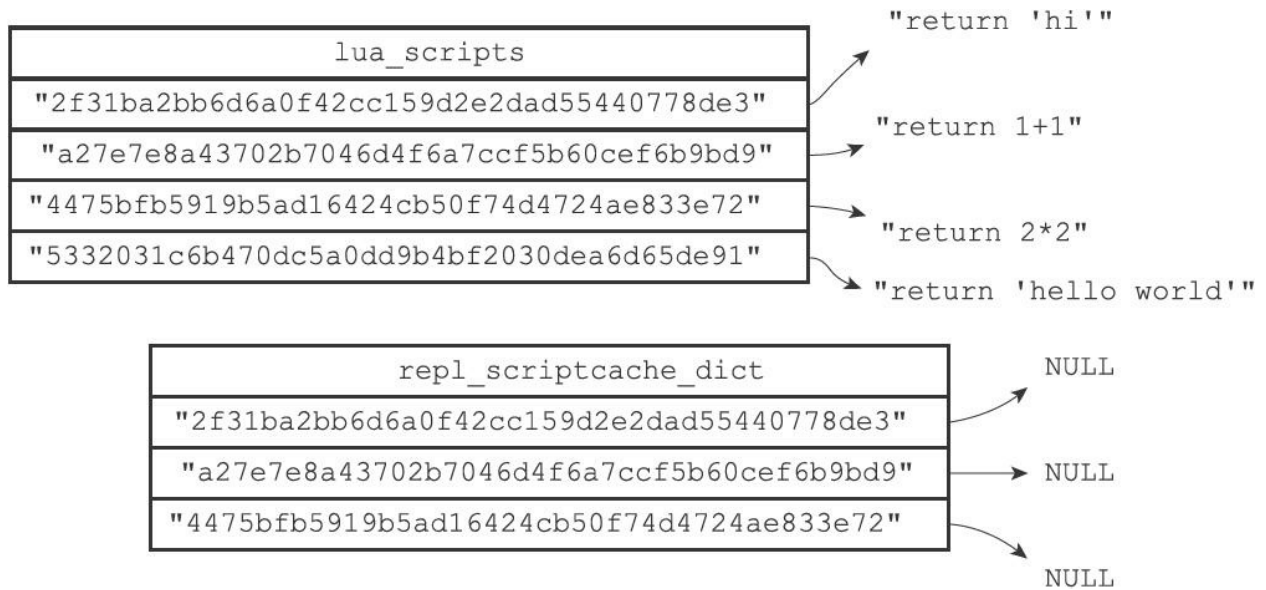 "return 'hi'"
lua_scripts
"2f31ba2bb6d6a0f42cc159d2e2dad55440778de3"
"return 1+1"
"a27e7e8a43702b7046d4f6a7ccf5b60cef6b9bd9"
"4475bfb5919b5ad16424cb50f74d4724ae833e72"
"return 2*2"
"5332031c6b470dc5a0dd9b4bf2030dea6d65de91"
"return 'hello world'"
repl_scriptcache_dict
NULL
"2f31ba2bb6d6a0f42cc159d2e2dad55440778de3"
"a27e7e8a43702b7046d4f6a7ccf5b60cef6b9bd9"
NULL
"4475bfb5919b5ad16424cb50f74d4724ae833e72"
NULL